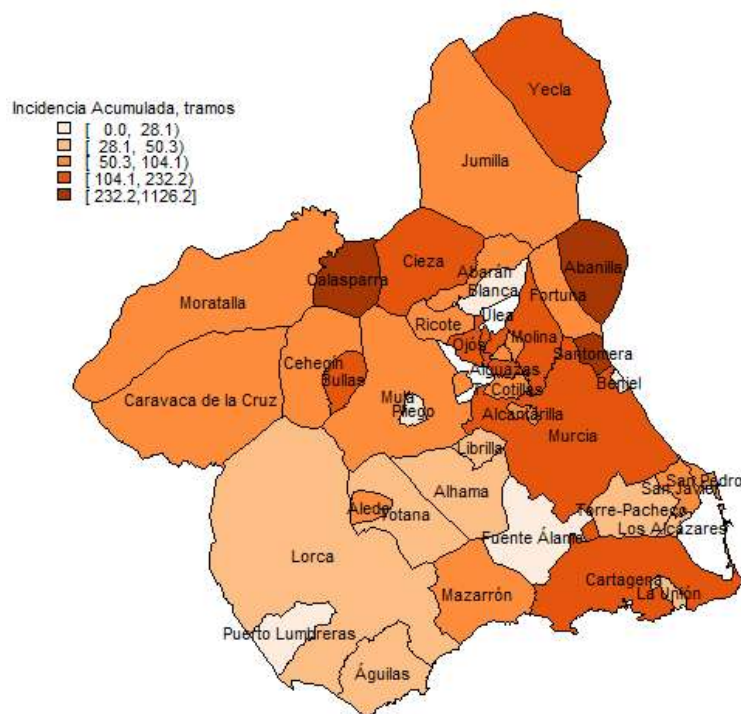 Incidencia Acumulada, tramos
[ 0.0, 28.1)
[ 28.1, 50.3)
[ 50.3, 104.1)
[ 104.1, 232.2)
[ 232.2,1126.2]
Yecla
Jumilla
Abanilla
Cieza
Calasparra
Abarán
Blanca
Fortuna
Moratalla
Ulea
Ricote
Ojós
Molina
Santomera
Cehegín
Bullas
Alguazas
Beniel
Caravaca de la Cruz
Mula
Pliego
Cotillas
Alcantarilla
Murcia
Librilla
San Pedro
San Javier
Alhama
Aledo
Totana
Torre-Pacheco
Fuente Álamo
Los Alcázares
Lorca
Cartagena
La Unión
Mazarrón
Puerto Lumbreras
Águilas